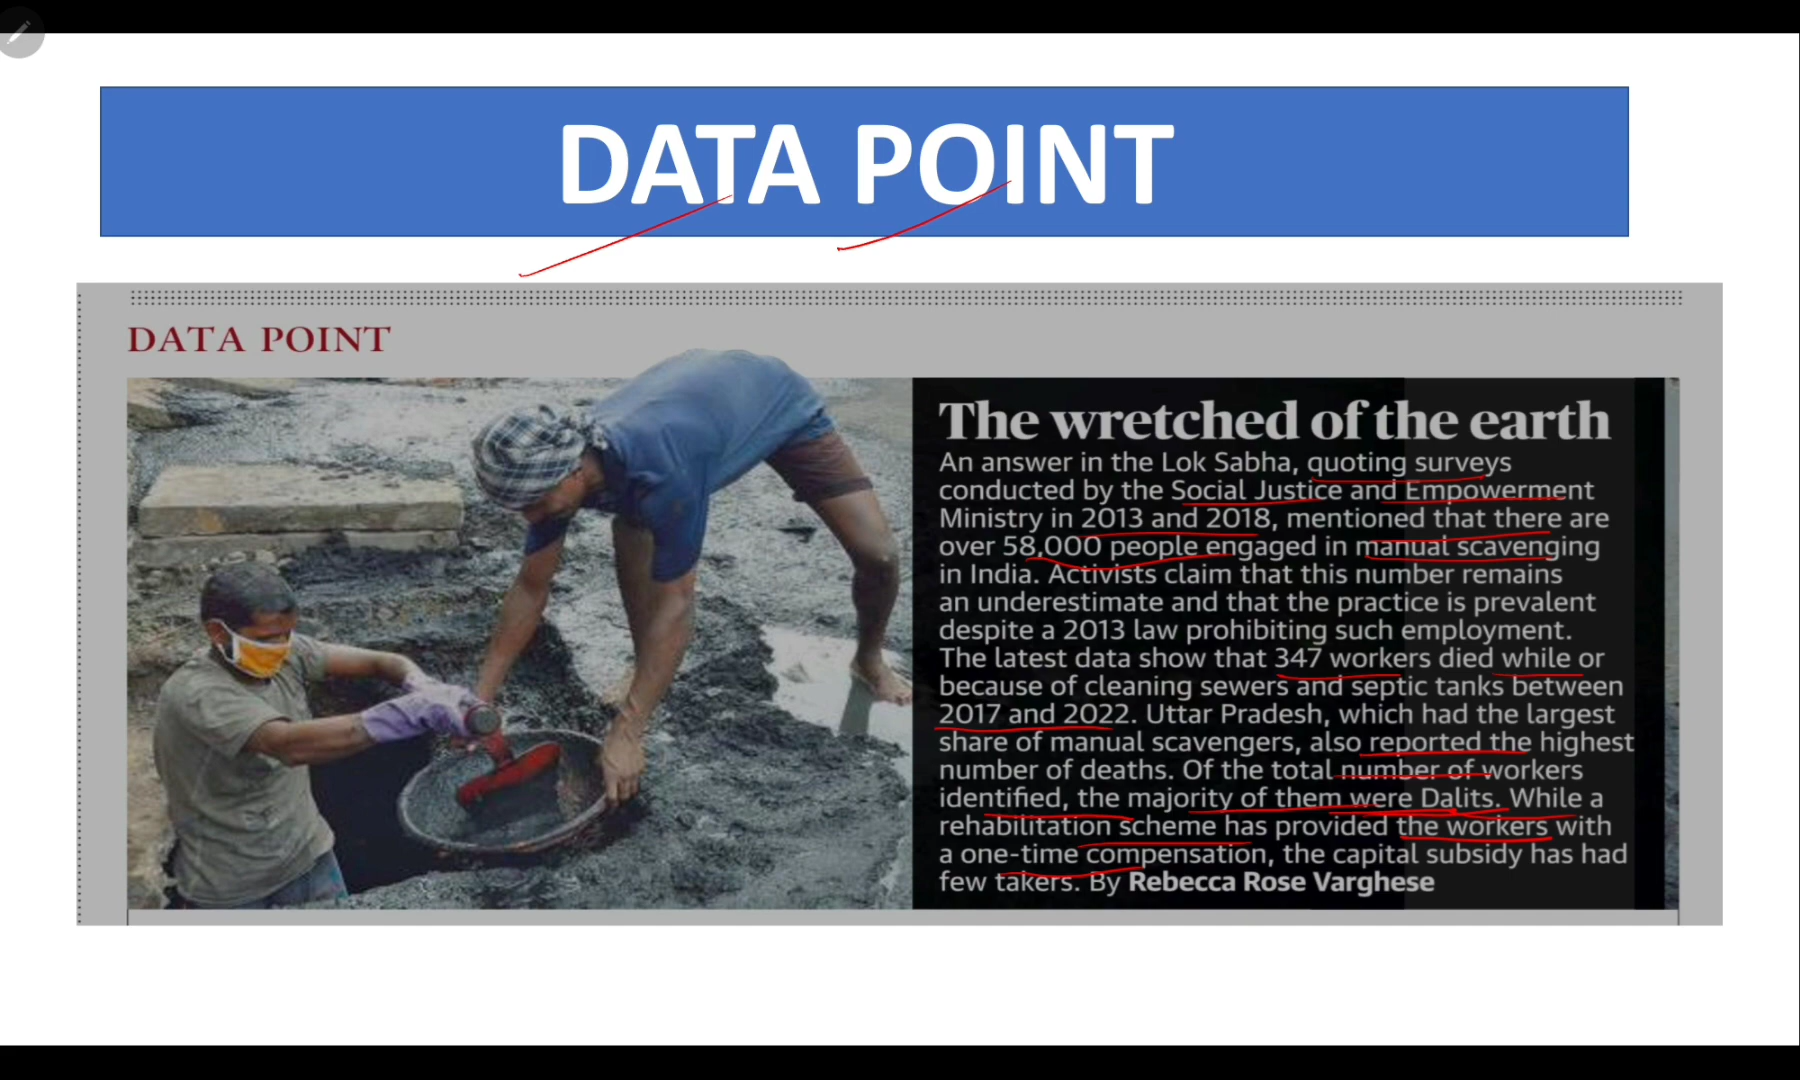 DATA POINT
DATA POINT
The wretched of the earth
An answer in the Lok Sabha, quoting surveys
conducted by the Social Justice and Empowerment
Ministry in 2013 and 2018, mentioned that there are
over 58,000 people engaged in manual scavenging
in India. Activists claim that this number remains
an underestimate and that the practice is prevalent
despite a 2013 law prohibiting such employment.
The latest data show that 347 workers died while or
because of cleaning sewers and septic tanks between
2017 and 2022. Uttar Pradesh, which had the largest
share of manual scavengers, also reported the highest
number of deaths. Of the total number of workers
identified, the majority of them were Dalits. While a
rehabilitation scheme has provided the workers with
a one-time compensation, the capital subsidy has had
few takers. By Rebecca Rose Varghese